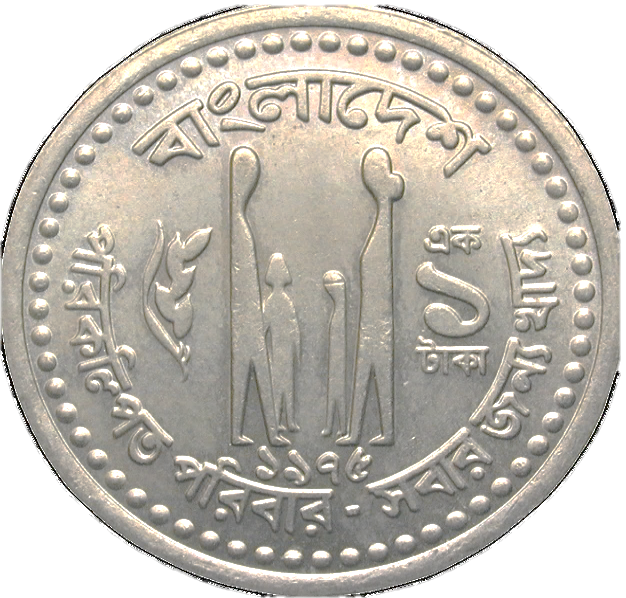 বাংলাদেশ
এক
১
টাকা
১৯৭৫
পরিকল্পিত পরিবার - সবার জন্য খাদ্য